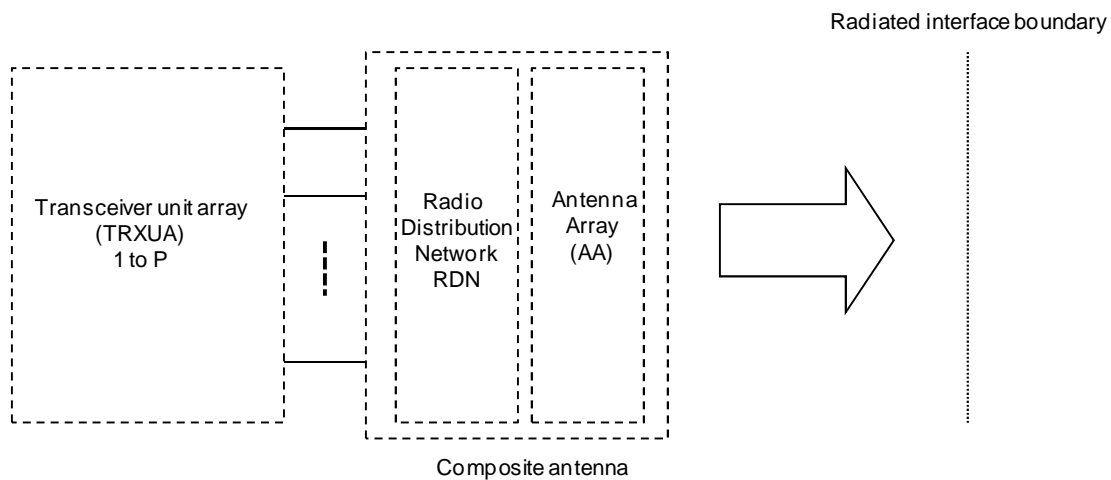 Radiated interface boundary
Transceiver unit array
(TRXUA)
1 to P
Radio
Distribution
Network
RDN
Antenna
Array
(AA)
Composite antenna